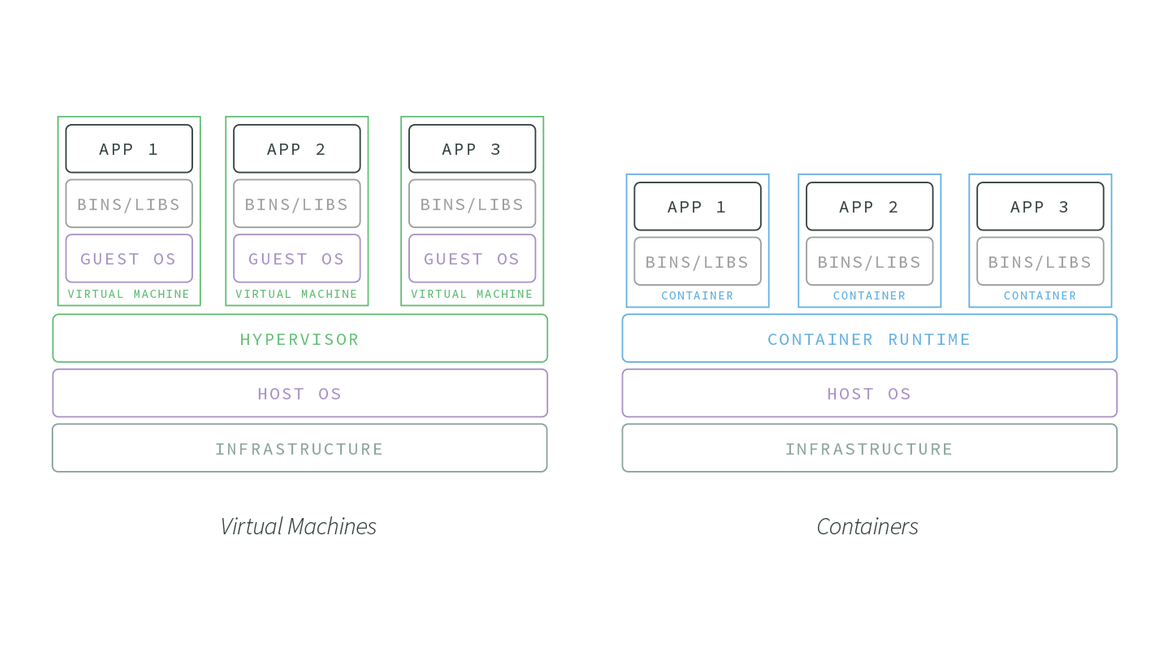 APP 1
BINS/LIBS
GUEST OS
VIRTUAL MACHINE
APP 2
BINS/LIBS
GUEST OS
VIRTUAL MACHINE
APP 3
BINS/LIBS
GUEST OS
VIRTUAL MACHINE
HYPERVISOR
HOST OS
INFRASTRUCTURE
Virtual Machines
APP 1
BINS/LIBS
CONTAINER
APP 2
BINS/LIBS
CONTAINER
APP 3
BINS/LIBS
CONTAINER
CONTAINER RUNTIME
HOST OS
INFRASTRUCTURE
Containers